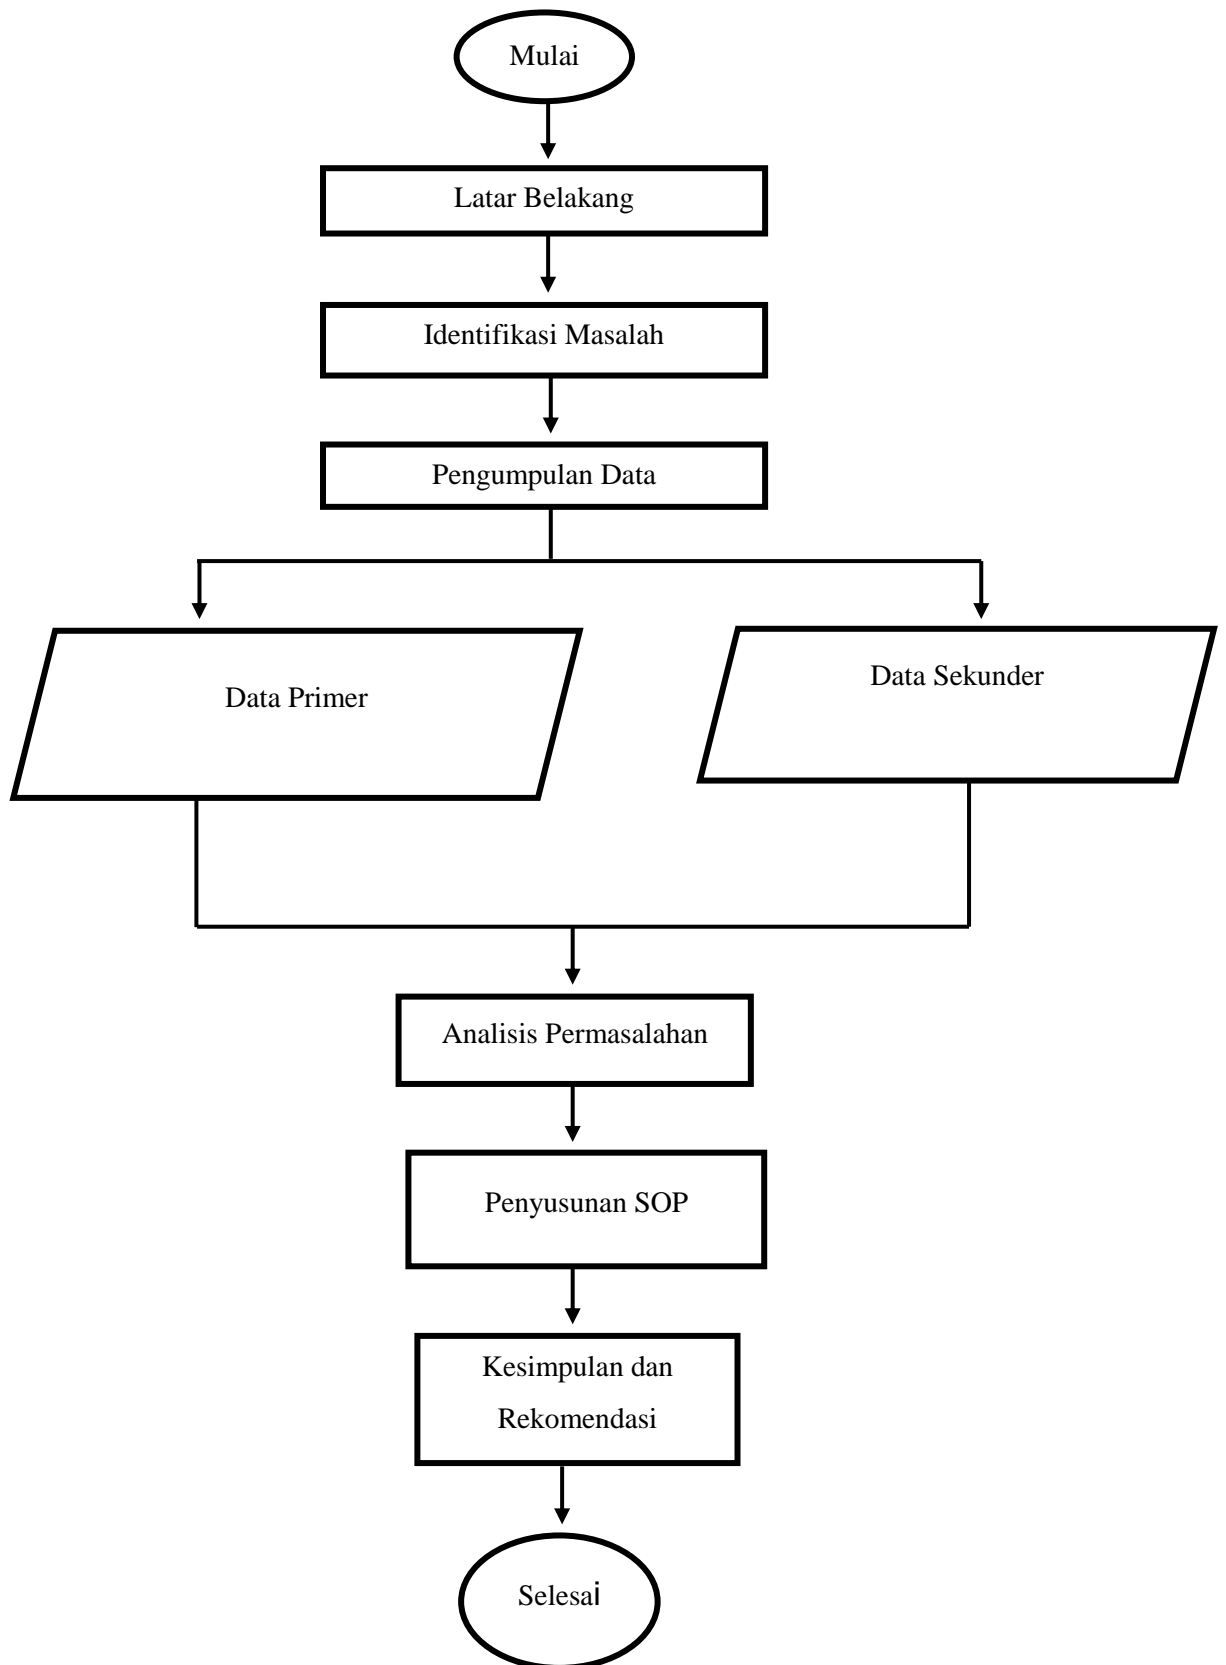 Mulai
Latar Belakang
Identifikasi Masalah
Pengumpulan Data
Data Primer
Data Sekunder
Analisis Permasalahan
Penyusunan SOP
Kesimpulan dan
Rekomendasi
Selesai